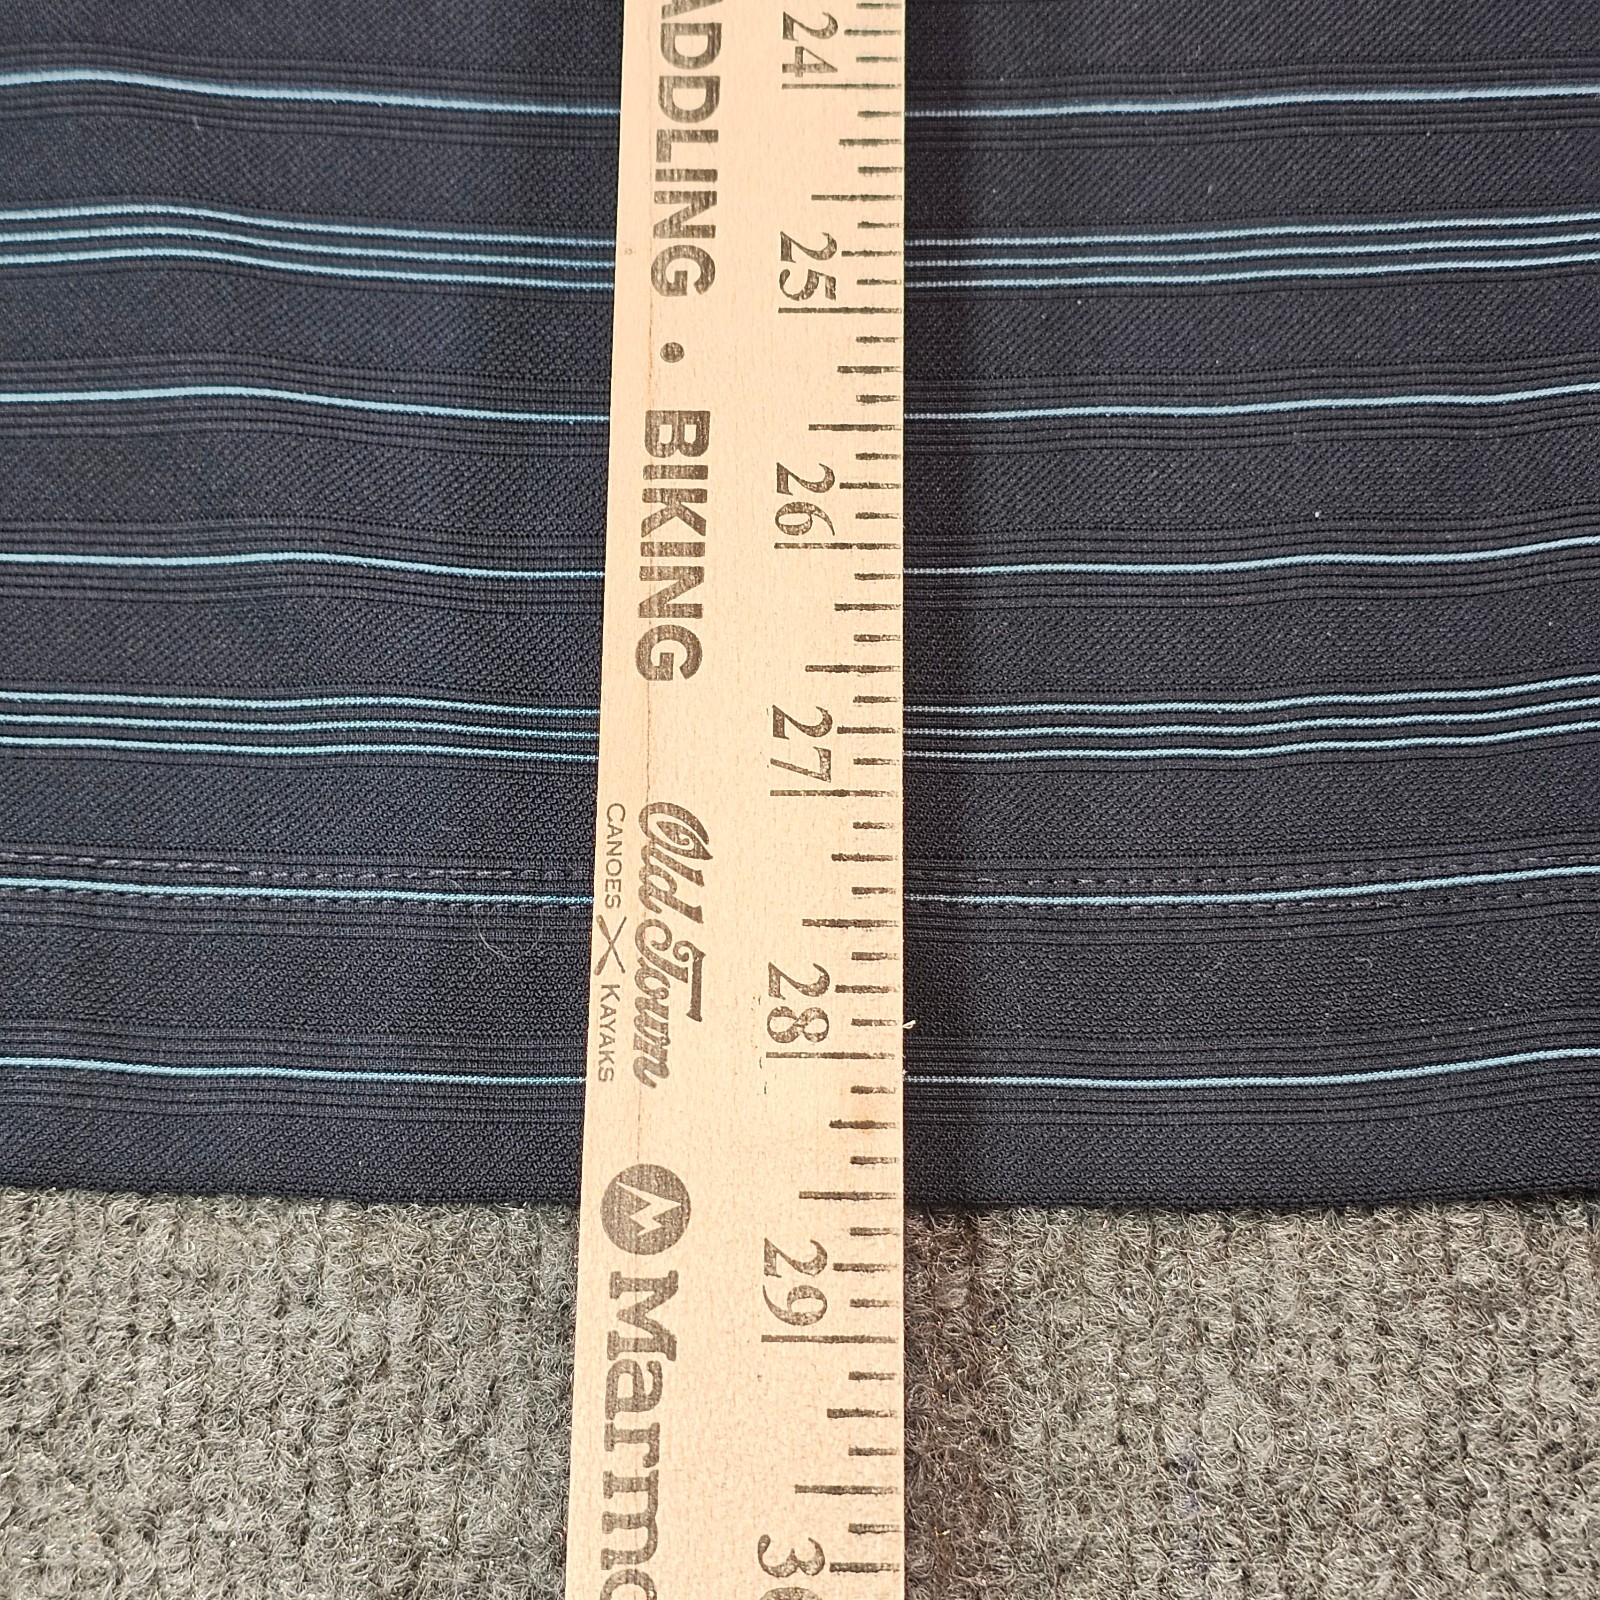 ADDLING • BIKING
Old Town
CANOES KAYAKS
Marmo
24
25
26
27
28
29
30